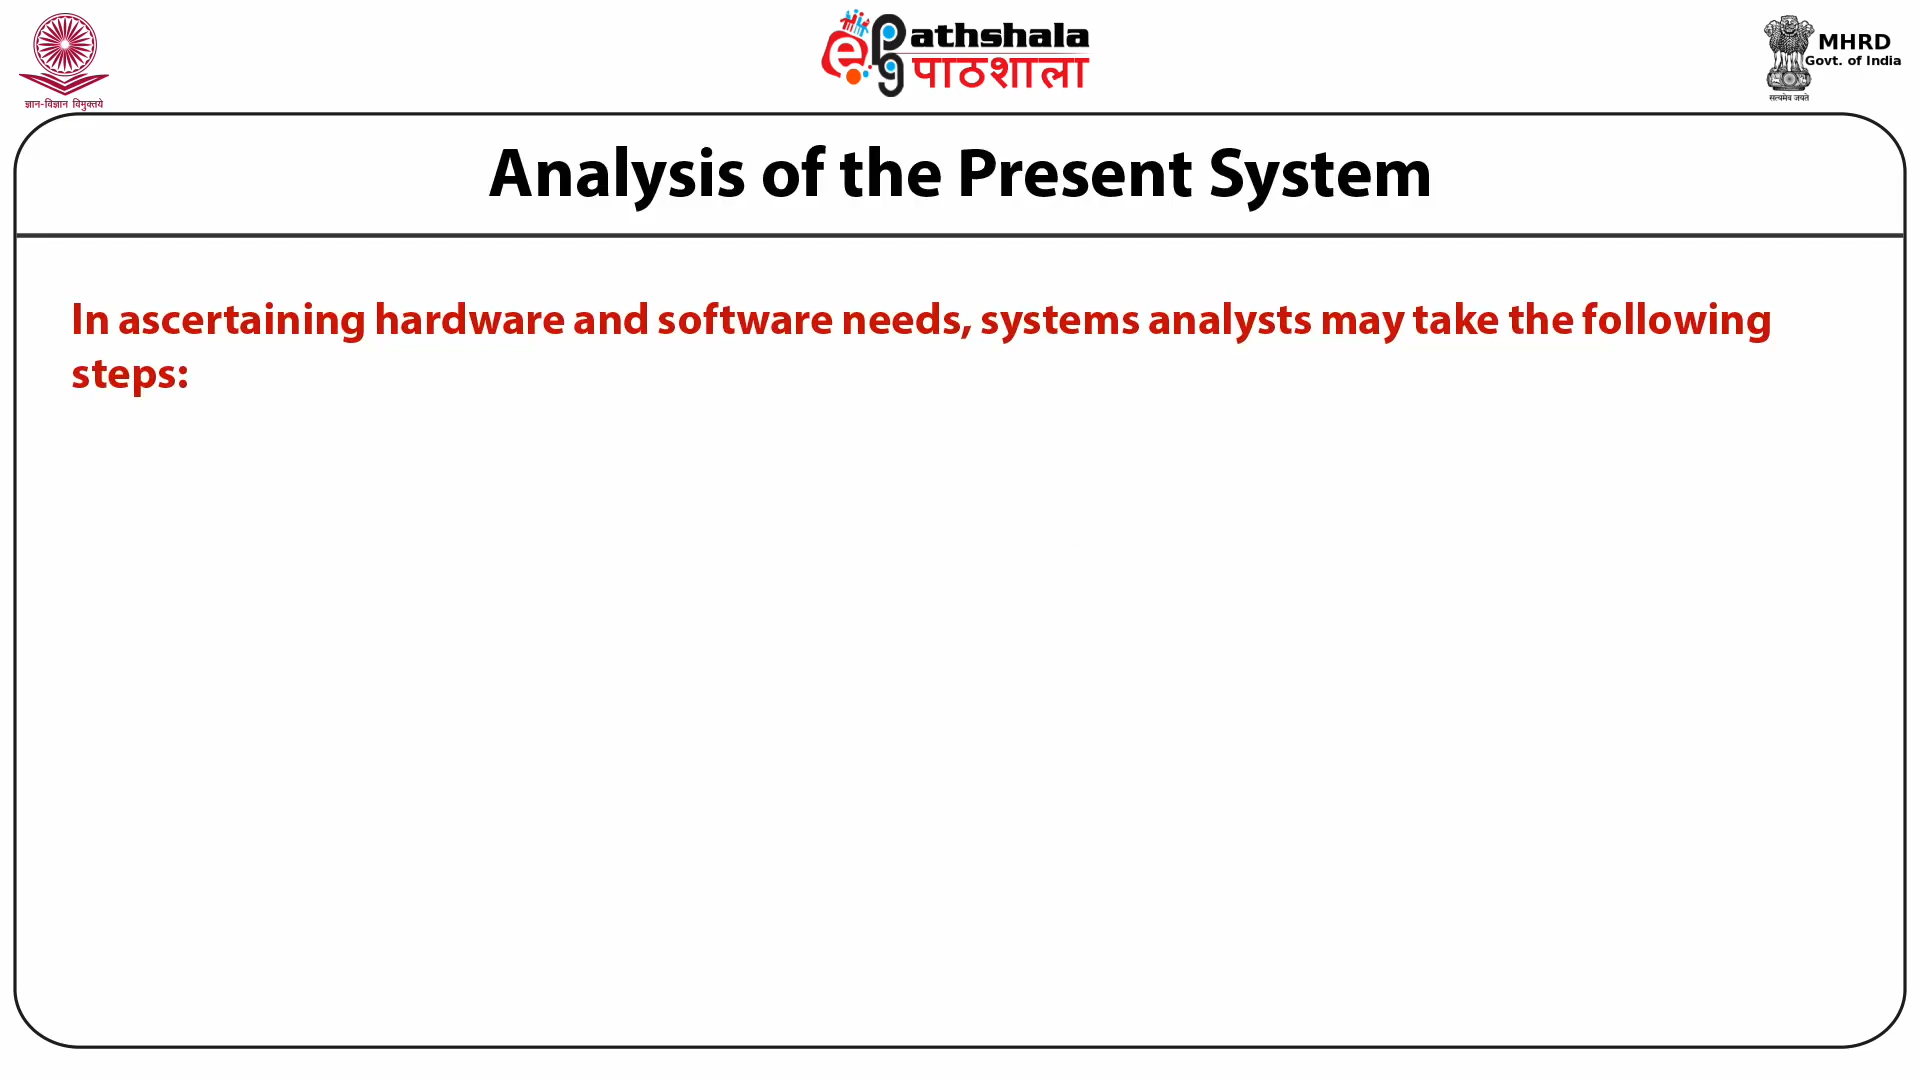 ज्ञान-विज्ञान विमुक्तये
e Pathshala
पाठशाला
MHRD
Govt. of India
सत्यमेव जयते
Analysis of the Present System
In ascertaining hardware and software needs, systems analysts may take the following
steps: